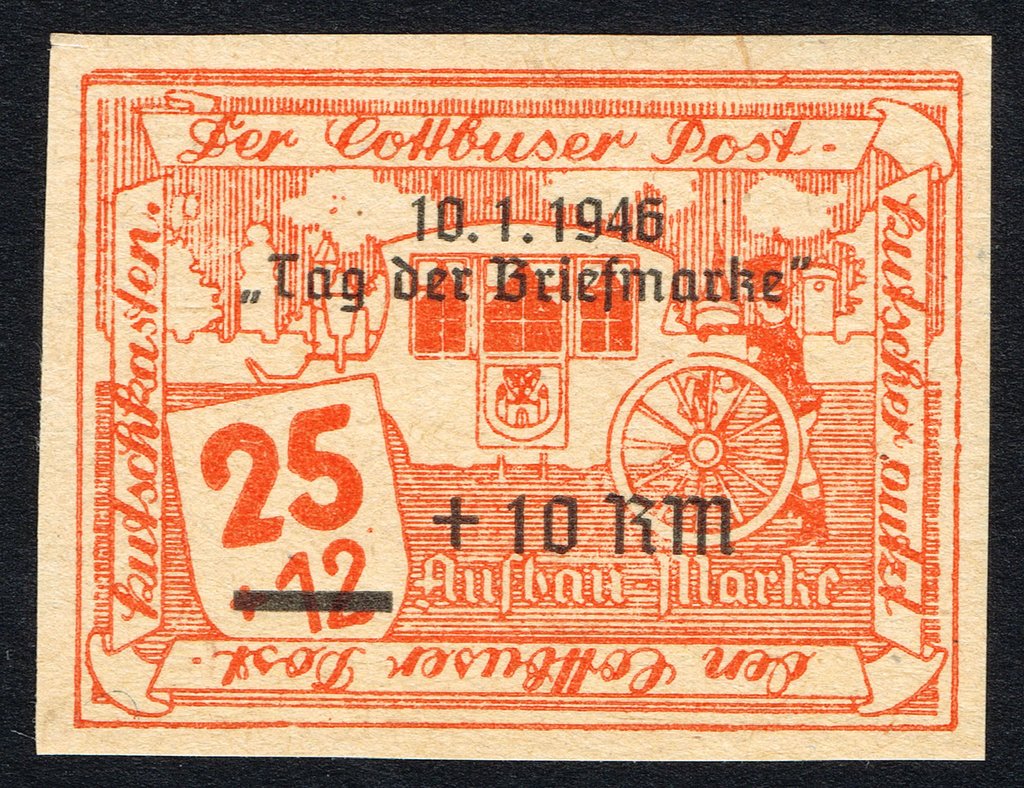 Der Cottbuser Post-
kutscher putzt
den Cottbuser Post-
kutschkasten.
10.1.1946
„Tag der Briefmarke"
25
+12
+ 10 RM
Aufbau-Marke